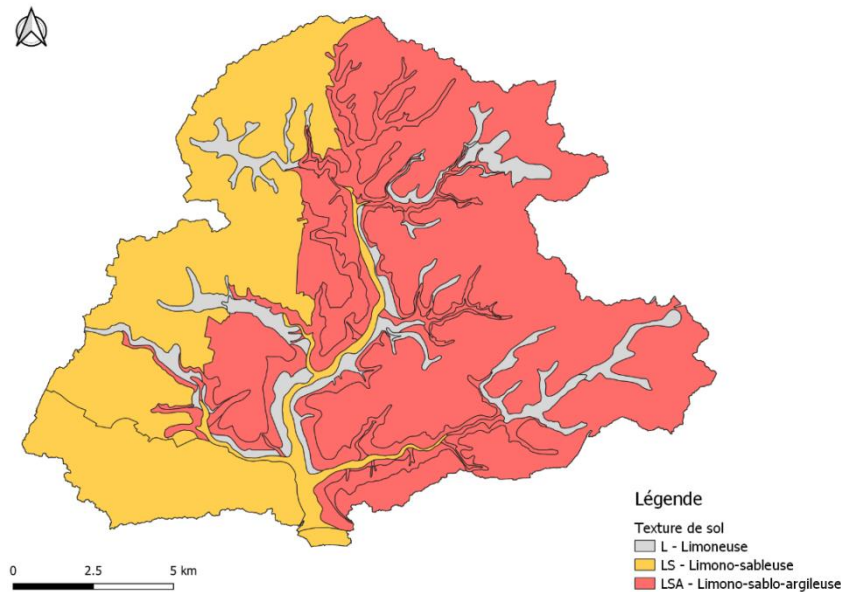 Légende
Texture de sol
L - Limoneuse
LS - Limono-sableuse
LSA - Limono-sablo-argileuse
0 2.5 5 km